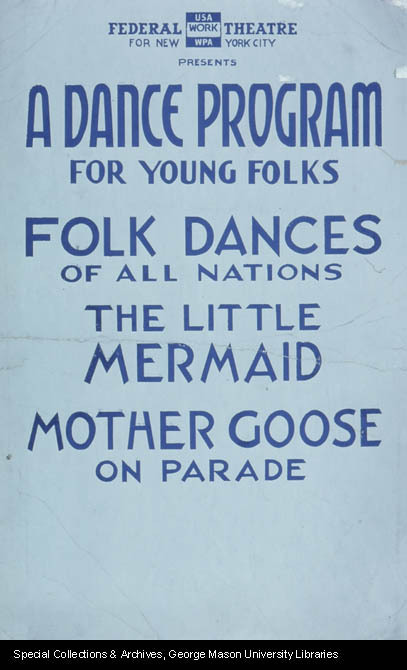 FEDERAL USA WORK WPA THEATRE
FOR NEW YORK CITY
PRESENTS
A DANCE PROGRAM
FOR YOUNG FOLKS
FOLK DANCES
OF ALL NATIONS
THE LITTLE
MERMAID
MOTHER GOOSE
ON PARADE
Special Collections & Archives, George Mason University Libraries